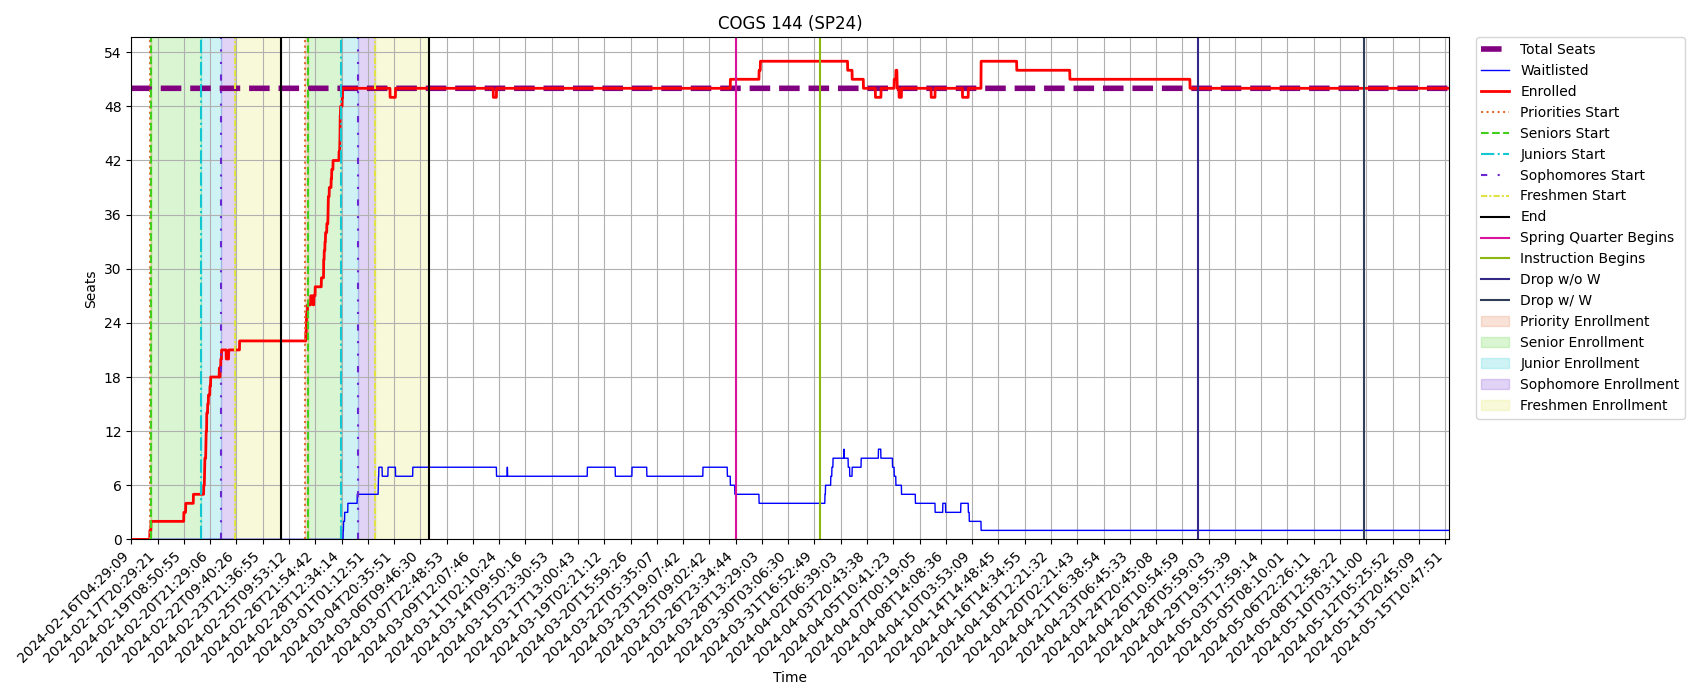 COGS 144 (SP24)
54
48
42
36
30
24
18
12
6
0
Seats
2024-02-16T04:29:09
2024-02-17T20:29:21
2024-02-19T08:50:55
2024-02-20T21:29:06
2024-02-22T09:40:26
2024-02-23T21:36:55
2024-02-25T09:53:12
2024-02-26T21:54:42
2024-02-28T12:34:14
2024-03-01T01:12:51
2024-03-04T20:35:51
2024-03-06T09:46:30
2024-03-07T22:48:53
2024-03-09T12:07:46
2024-03-11T02:10:24
2024-03-14T09:50:16
2024-03-15T23:30:53
2024-03-17T13:00:43
2024-03-19T02:21:12
2024-03-20T15:59:26
2024-03-22T05:35:07
2024-03-23T19:07:42
2024-03-25T09:02:42
2024-03-26T23:34:44
2024-03-28T13:29:03
2024-03-30T03:06:30
2024-03-31T16:52:49
2024-04-02T06:39:03
2024-04-03T20:43:38
2024-04-05T10:41:23
2024-04-07T00:19:05
2024-04-08T14:08:36
2024-04-10T03:53:09
2024-04-14T14:48:45
2024-04-16T14:34:55
2024-04-18T12:21:32
2024-04-20T02:21:43
2024-04-21T16:38:54
2024-04-23T06:45:33
2024-04-24T20:45:08
2024-04-26T10:54:59
2024-04-28T05:59:03
2024-04-29T19:55:39
2024-05-03T17:59:14
2024-05-05T08:10:01
2024-05-06T22:26:11
2024-05-08T12:58:22
2024-05-10T03:11:00
2024-05-12T05:25:52
2024-05-13T20:45:09
2024-05-15T10:47:51
Time
Total Seats
Waitlisted
Enrolled
Priorities Start
Seniors Start
Juniors Start
Sophomores Start
Freshmen Start
End
Spring Quarter Begins
Instruction Begins
Drop w/o W
Drop w/ W
Priority Enrollment
Senior Enrollment
Junior Enrollment
Sophomore Enrollment
Freshmen Enrollment